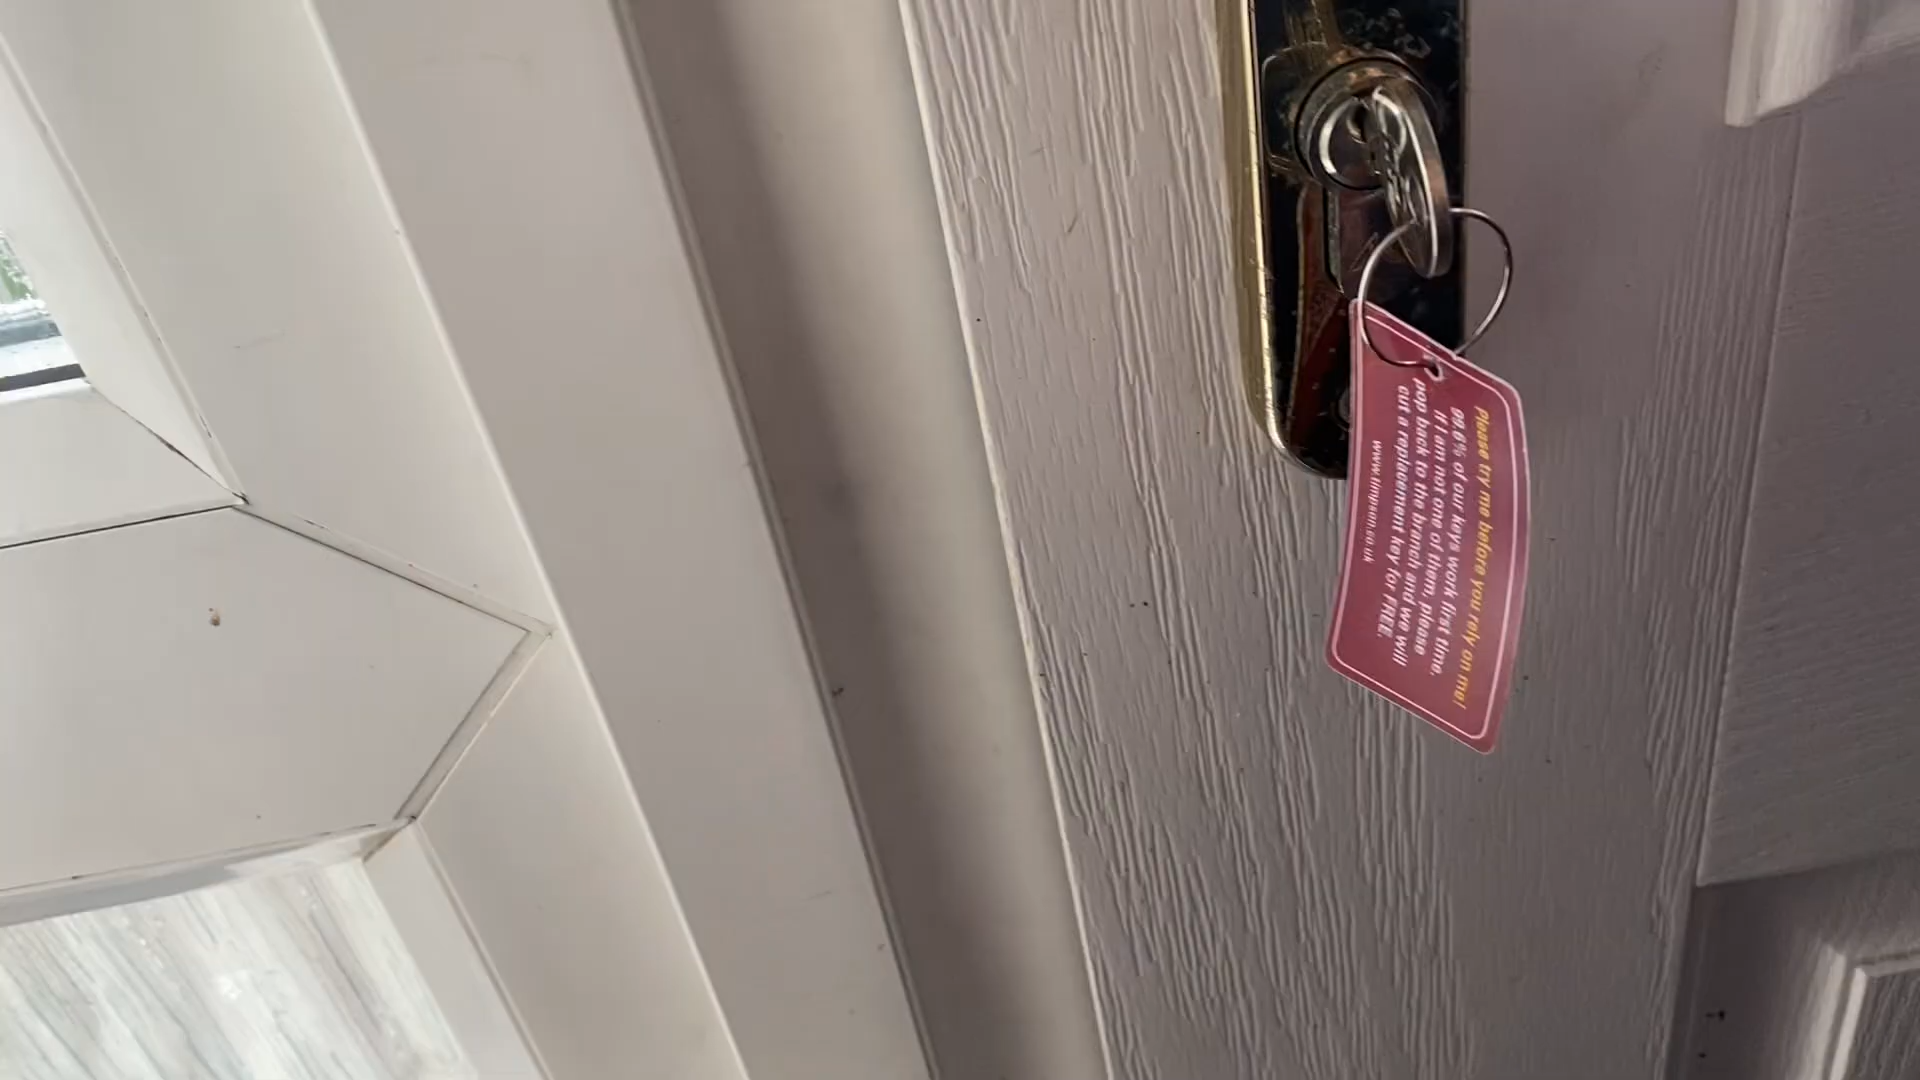 Please try me before you rely on me!
99.6% of our keys work first time.
If I am not one of them, please
pop back to the branch and we will
cut a replacement key for FREE.
www.timpson.co.uk